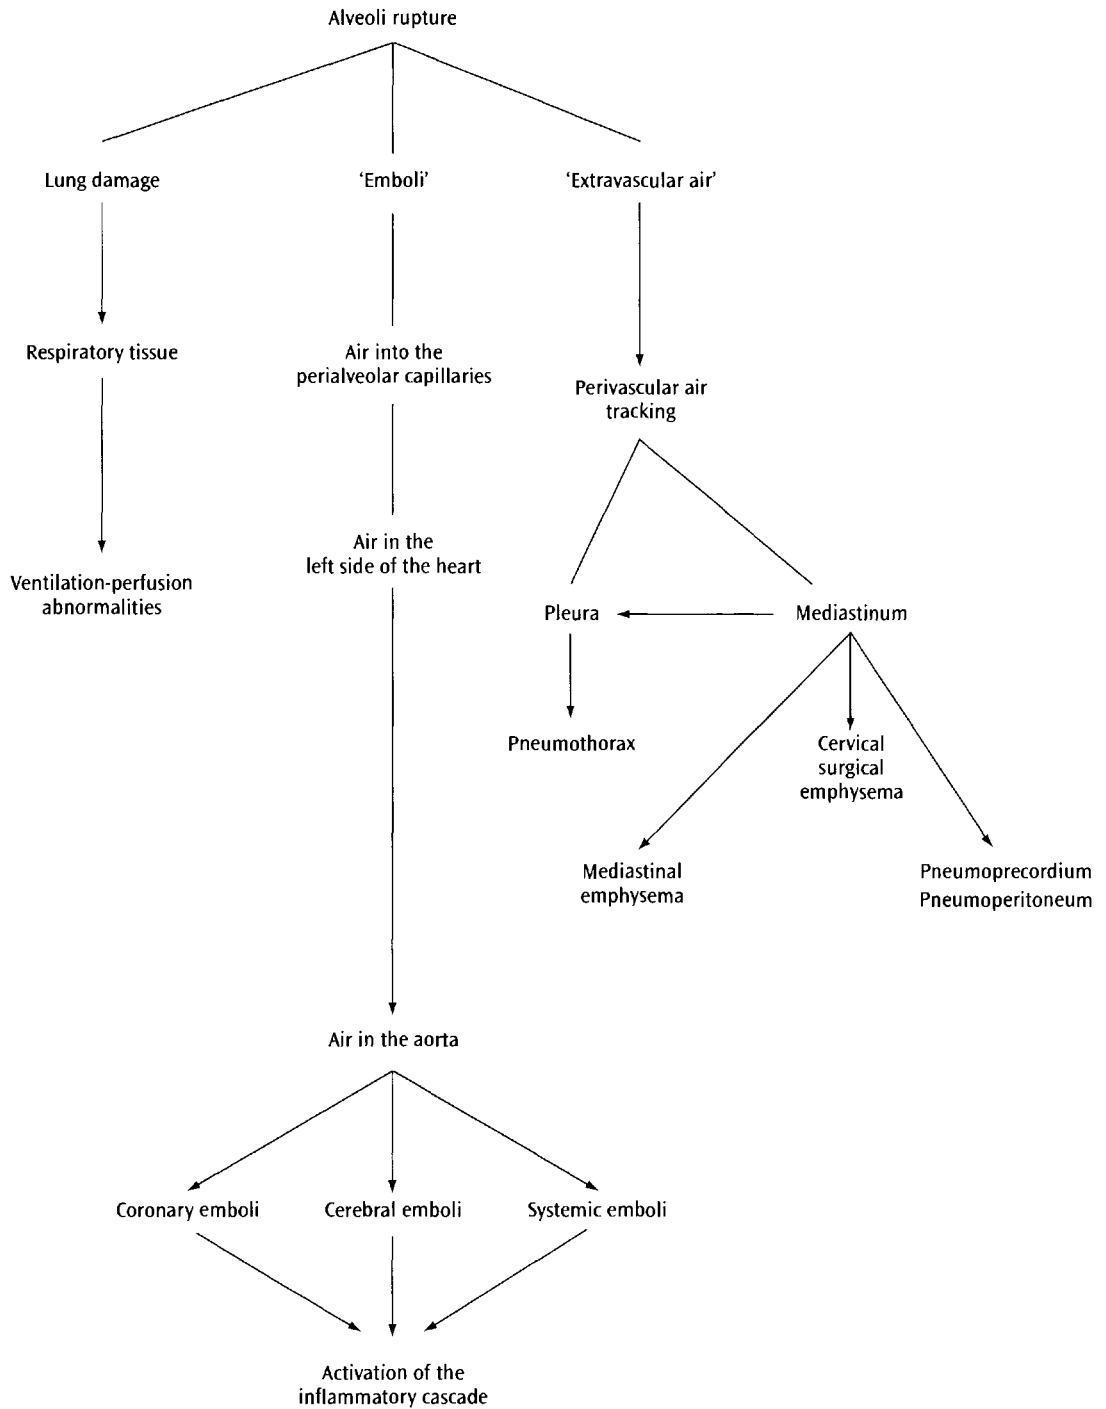 Alveoli rupture
Lung damage
‘Emboli’
‘Extravascular air’
Respiratory tissue
Air into the
perialveolar capillaries
Perivascular air
tracking
Air in the
left side of the heart
Ventilation-perfusion
abnormalities
Pleura
Mediastinum
Pneumothorax
Cervical
surgical
emphysema
Mediastinal
emphysema
Pneumoprecordium
Pneumoperitoneum
Air in the aorta
Coronary emboli
Cerebral emboli
Systemic emboli
Activation of the
inflammatory cascade